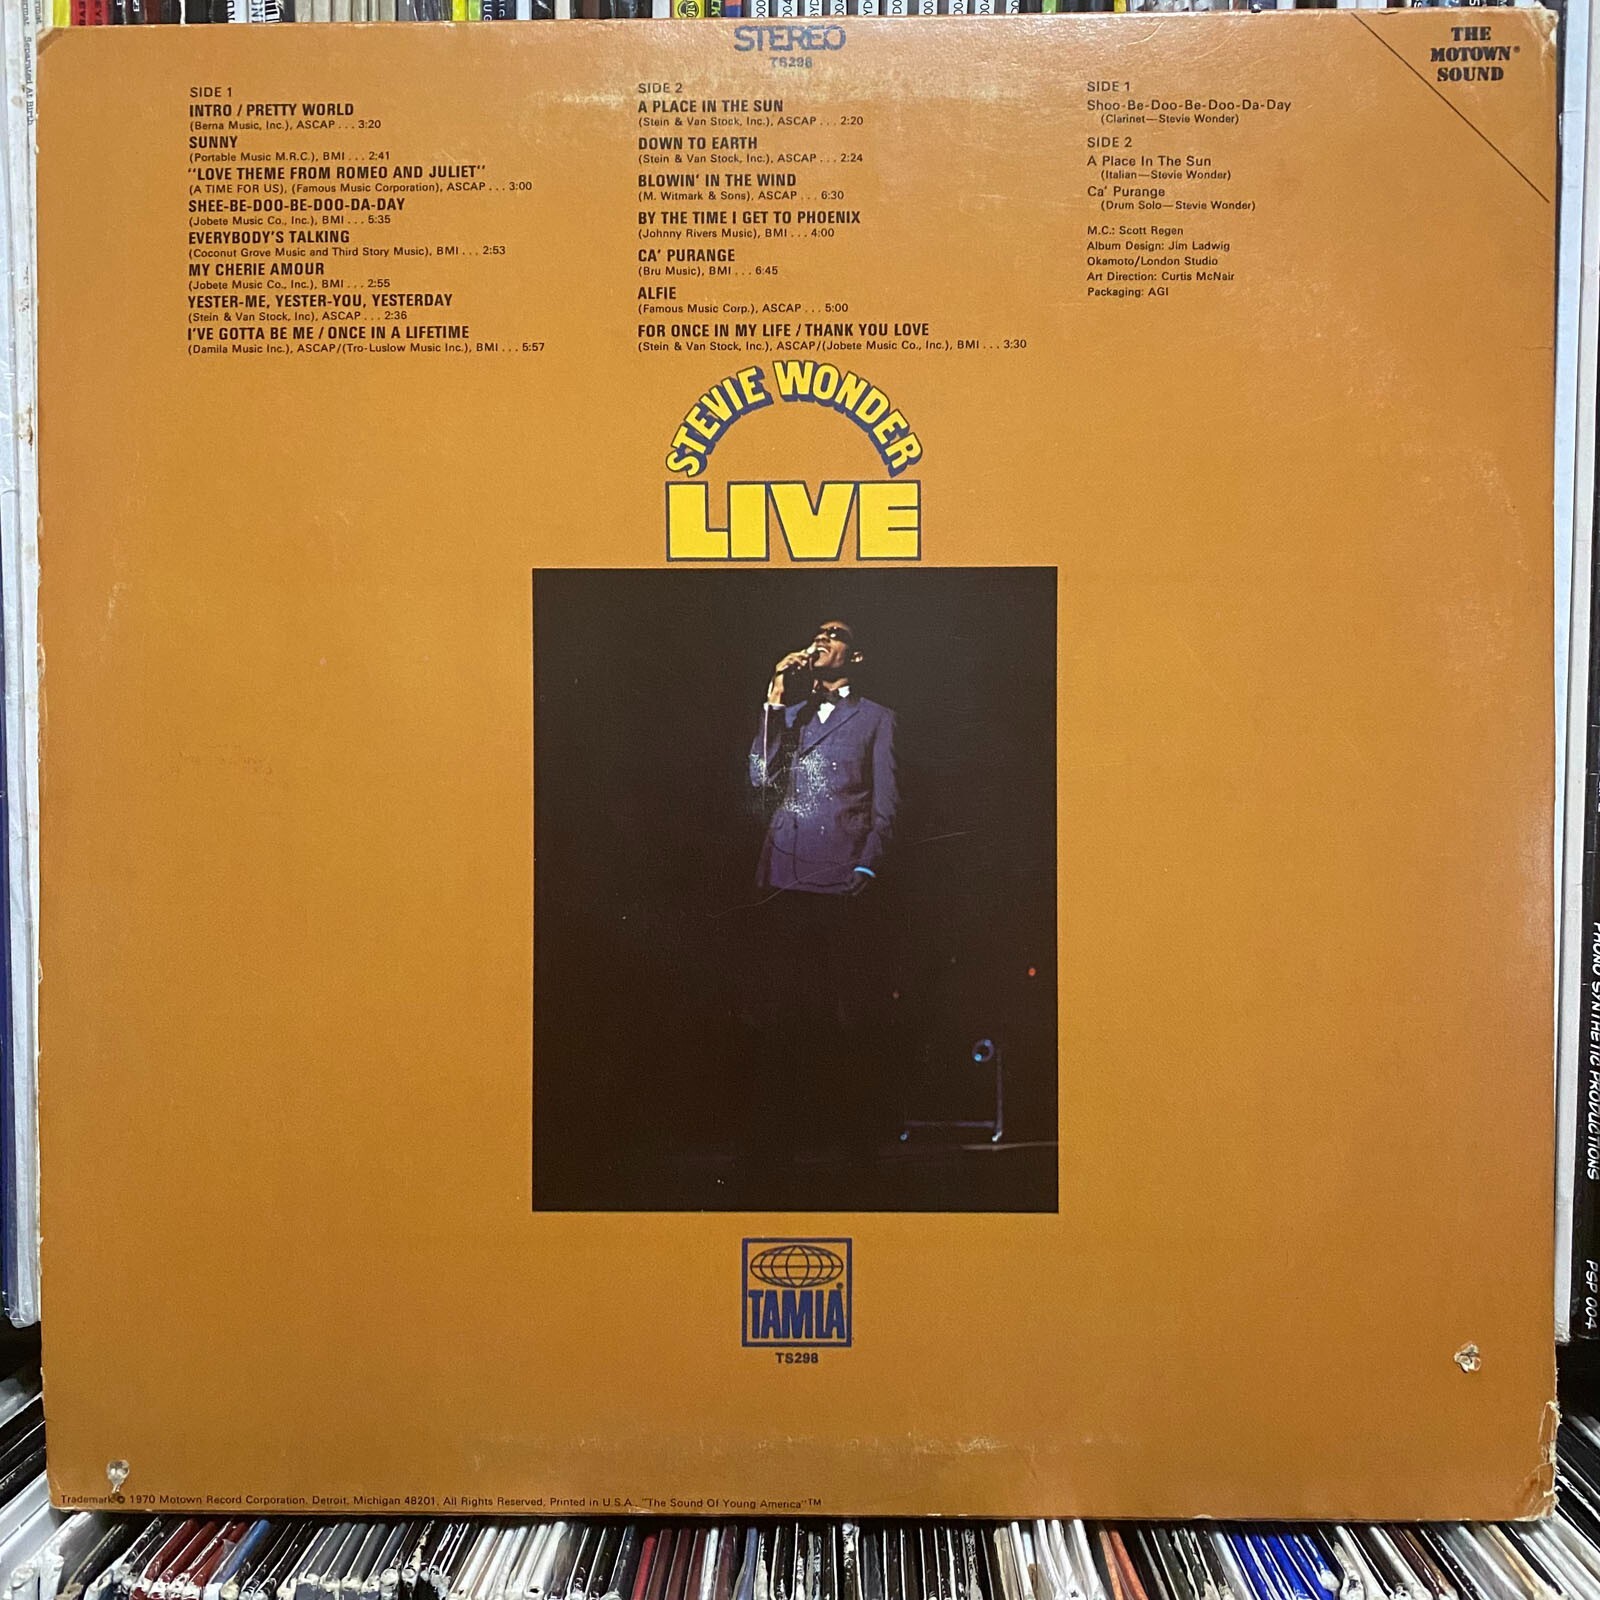 STEREO
TS298
THE
MOTOWN®
SOUND
SIDE 1
INTRO / PRETTY WORLD
(Berna Music, Inc.), ASCAP . . . 3:20
SUNNY
(Portable Music M.R.C.), BMI . . . 2:41
"LOVE THEME FROM ROMEO AND JULIET"
(A TIME FOR US), (Famous Music Corporation), ASCAP . . . 3:00
SHEE-BE-DOO-BE-DOO-DA-DAY
(Jobete Music Co., Inc.), BMI . . . 5:35
EVERYBODY'S TALKING
(Coconut Grove Music and Third Story Music), BMI . . . 2:53
MY CHERIE AMOUR
(Jobete Music Co., Inc.), BMI . . . 2:55
YESTER-ME, YESTER-YOU, YESTERDAY
(Stein & Van Stock, Inc), ASCAP . . . 2:36
I'VE GOTTA BE ME / ONCE IN A LIFETIME
(Damila Music Inc.), ASCAP/(Tro-Luslow Music Inc.), BMI . . . 5:57
SIDE 2
A PLACE IN THE SUN
(Stein & Van Stock, Inc.), ASCAP . . . 2:20
DOWN TO EARTH
(Stein & Van Stock, Inc.), ASCAP . . . 2:24
BLOWIN' IN THE WIND
(M. Witmark & Sons), ASCAP . . . 6:30
BY THE TIME I GET TO PHOENIX
(Johnny Rivers Music), BMI . . . 4:00
CA' PURANGE
(Bru Music), BMI . . . 6:45
ALFIE
(Famous Music Corp.), ASCAP . . . 5:00
FOR ONCE IN MY LIFE / THANK YOU LOVE
(Stein & Van Stock, Inc.), ASCAP/(Jobete Music Co., Inc.), BMI . . . 3:30
SIDE 1
Shoo-Be-Doo-Be-Doo-Da-Day
(Clarinet—Stevie Wonder)
SIDE 2
A Place In The Sun
(Italian—Stevie Wonder)
Ca' Purange
(Drum Solo—Stevie Wonder)
M.C.: Scott Regen
Album Design: Jim Ladwig
Okamoto/London Studio
Art Direction: Curtis McNair
Packaging: AGI
STEVIE WONDER
LIVE
TAMLA®
TS298
Trademark © 1970 Motown Record Corporation, Detroit, Michigan 48201, All Rights Reserved, Printed in U.S.A., "The Sound Of Young America"™
Separated At Birth
PHONO SYNTHETIC PRODUCTIONS
PSP 004